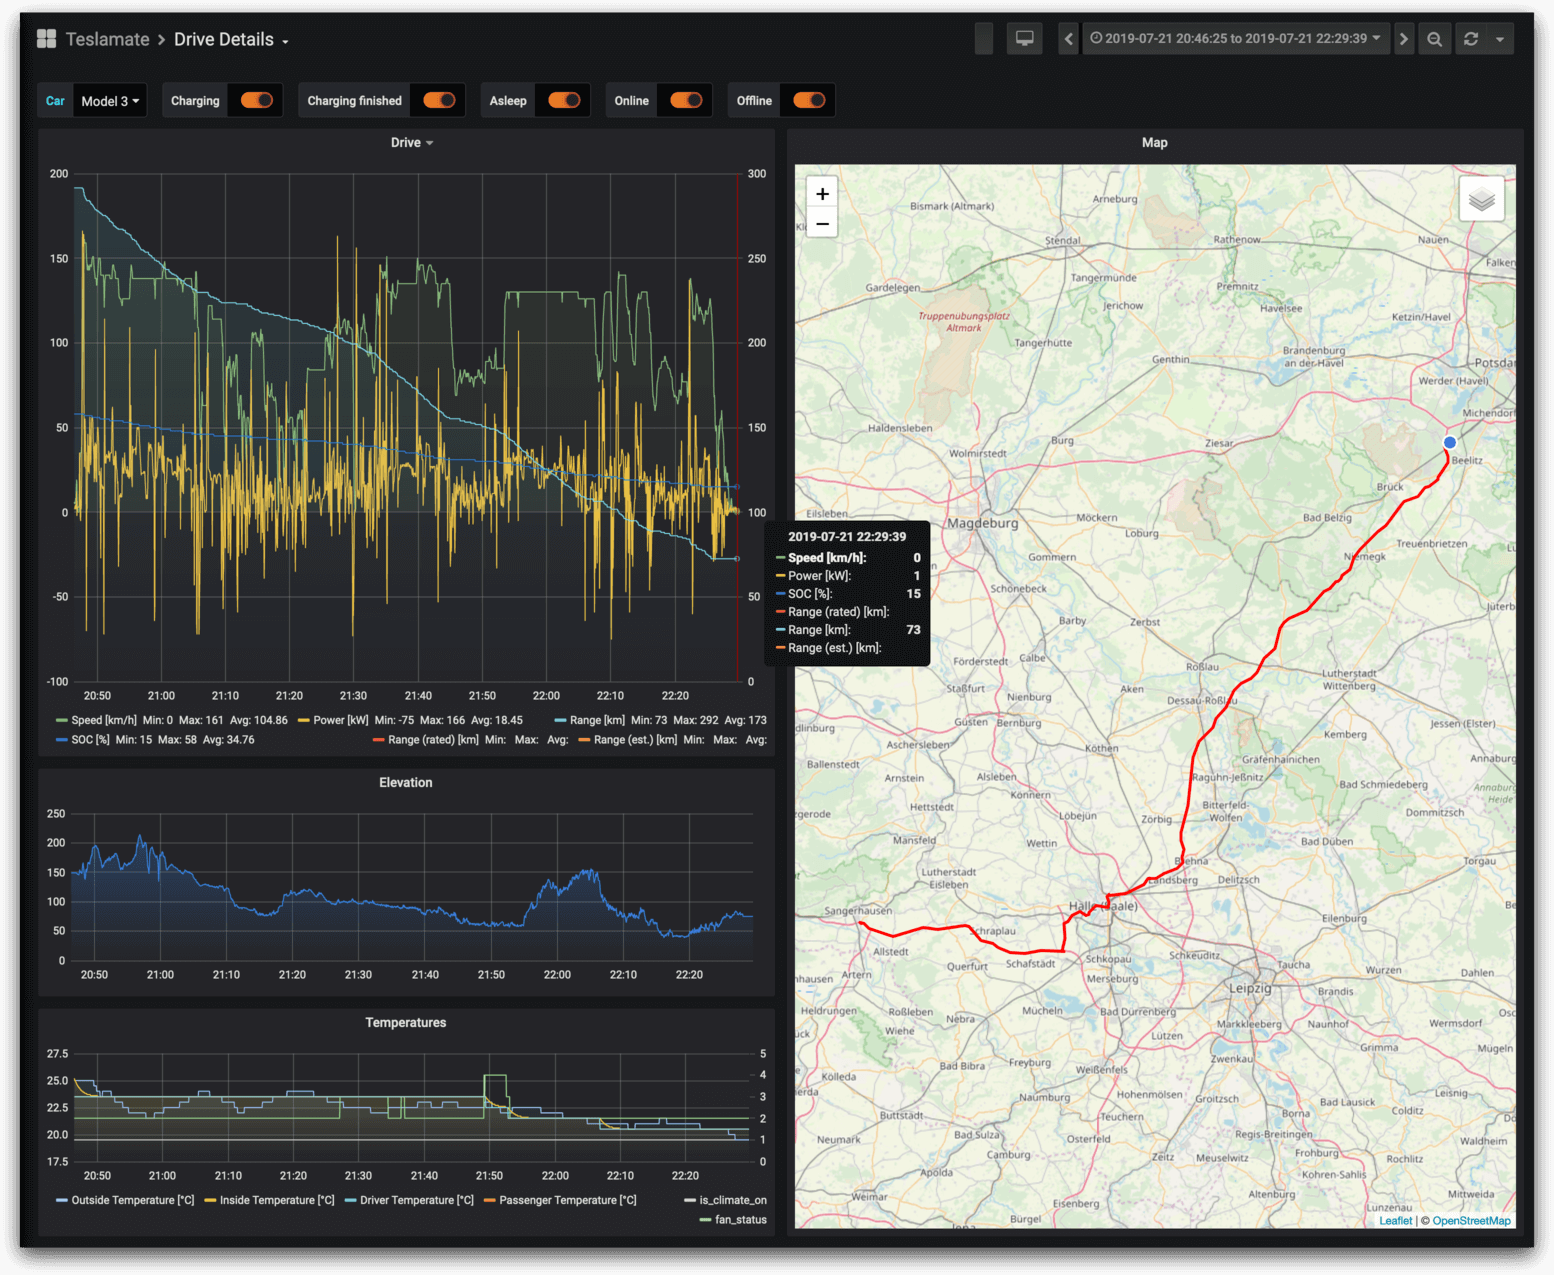 Teslamate > Drive Details
2019-07-21 20:46:25 to 2019-07-21 22:29:39
Car Model 3 Charging Charging finished Asleep Online Offline
Drive
200 300
150 250
100 200
50 150
0 100
-50 50
-100 0
20:50 21:00 21:10 21:20 21:30 21:40 21:50 22:00 22:10 22:20
Speed [km/h] Min: 0 Max: 161 Avg: 104.86 Power [kW] Min: -75 Max: 166 Avg: 18.45 Range [km] Min: 73 Max: 292 Avg: 173
SOC [%] Min: 15 Max: 58 Avg: 34.76 Range (rated) [km] Min: Max: Avg: Range (est.) [km] Min: Max: Avg:
2019-07-21 22:29:39
Speed [km/h]: 0
Power [kW]: 1
SOC [%]: 15
Range (rated) [km]:
Range [km]: 73
Range (est.) [km]:
Elevation
250
200
150
100
50
0
20:50 21:00 21:10 21:20 21:30 21:40 21:50 22:00 22:10 22:20
Temperatures
27.5 5
25.0 4
22.5 3
20.0 2
17.5 1
0
20:50 21:00 21:10 21:20 21:30 21:40 21:50 22:00 22:10 22:20
Outside Temperature [°C] Inside Temperature [°C] Driver Temperature [°C] Passenger Temperature [°C] is_climate_on
fan_status
Map
+
−
Bismark (Altmark)
Arneburg
Stendal
Rathenow
Nauen
Falken
Gardelegen
Tangermünde
Premnitz
Jerichow
Havelsee
Truppenübungsplatz
Altmark
Ketzin/Havel
Tangerhütte
Genthin
Brandenburg
an der Havel
Potsda
Werder (Havel)
Michendorf
Haldensleben
Burg
Ziesar
Wolmirstedt
Beelitz
Brück
Eilsleben
Magdeburg
Möckern
Bad Belzig
Loburg
Treuenbrietzen
Gommern
Niemegk
Schönebeck
Jüterb
Barby
Zerbst
Förderstedt
Calbe
Roßlau
Lutherstadt
Wittenberg
Staßfurt
Nienburg
Aken
Dessau-Roßlau
Güsten
Bernburg
Jessen (Elster)
dlinburg
Aschersleben
Köthen
Kemberg
Ballenstedt
Gräfenhainichen
Annaburg
Arnstein
Alsleben
Raguhn-Jeßnitz
Bad Schmiedeberg
Annaburg
Heide
Könnern
Hettstedt
Bitterfeld-
Wolfen
zgerode
Löbejün
Zörbig
Dommitzsch
Mansfeld
Wettin
Bad Düben
Torgau
Brehna
Lutherstadt
Eisleben
Landsberg
Delitzsch
Sangerhausen
Halle (Saale)
Eilenburg
Schraplau
Allstedt
Schkopau
Schkeuditz
Taucha
Wurzen
Dahlen
Querfurt
Schafstädt
Artern
Merseburg
Leipzig
Brandis
nhausen
Heldrungen
Roßleben
Nebra
Mücheln
Bad Dürrenberg
Markkleeberg
Naunhof
Wermsdorf
Wiehe
Lützen
Grimma
Mügeln
Kölleda
Bad Bibra
Freyburg
Weißenfels
Zwenkau
Naumburg
Hohenmölsen
Groitzsch
Bad Lausick
Leisnig
Buttstädt
Teuchern
Borna
Colditz
Neumark
Bad Sulza
Osterfeld
Regis-Breitingen
Waldheim
Camburg
Zeitz
Meuselwitz
Frohburg
Rochlitz
Apolda
Kohren-Sahlis
Weimar
Eisenberg
Altenburg
Mittweida
Bürgel
Lunzenau
Leaflet | © OpenStreetMap